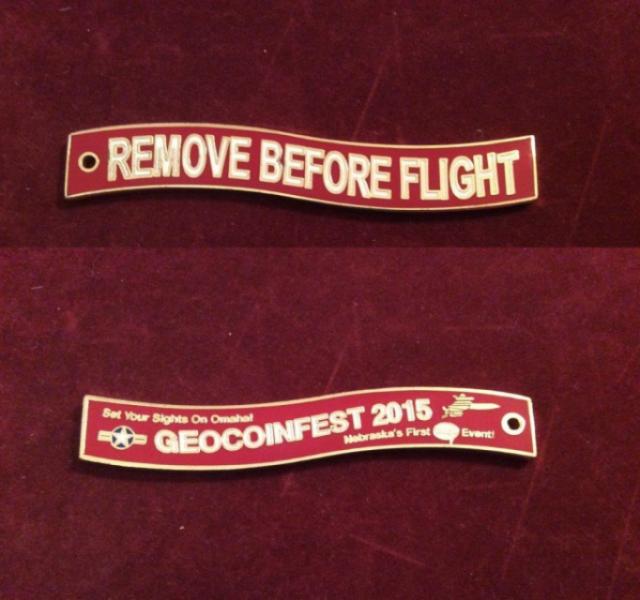 REMOVE BEFORE FLIGHT
Set Your Sights On Omaha!
GEOCOINFEST 2015
Nebraska's First Event!